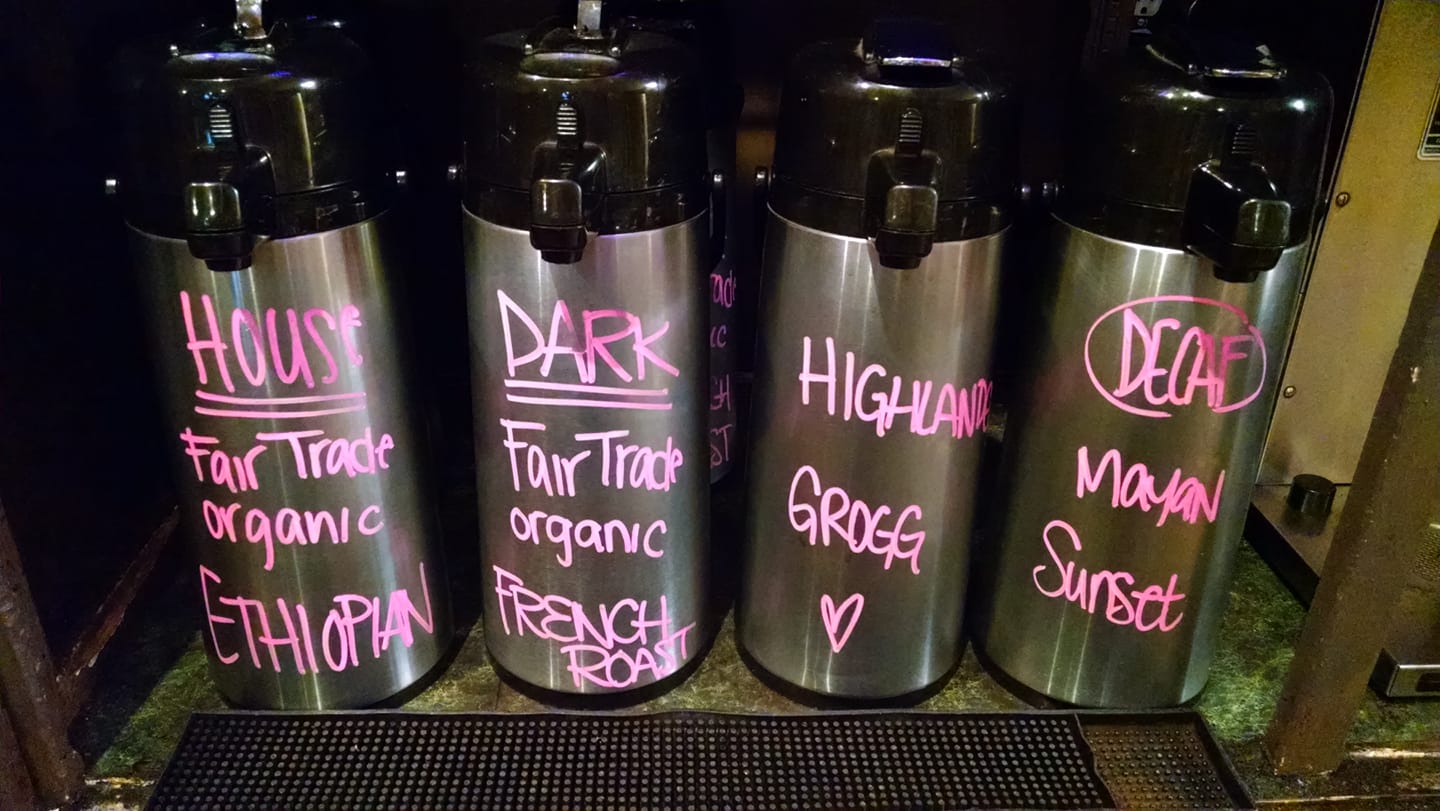 HOUSE
Fair Trade
organic
ETHIOPIAN
DARK
Fair Trade
organic
FRENCH
ROAST
HIGHLANDE
GROGG
DECAF
Mayan
Sunset